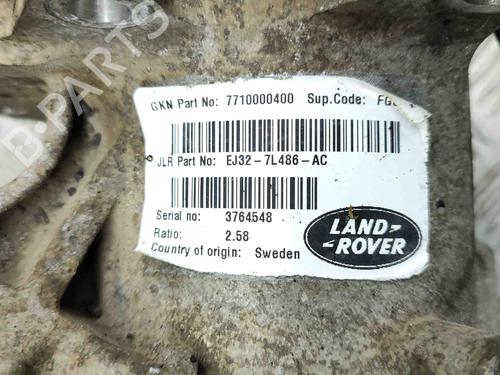 B-PARTS
GKN Part No: 7710000400 Sup.Code:
JLR Part No: EJ32-7L486-AC
Serial no: 3764548
Ratio: 2.58
Country of origin: Sweden
LAND-
-ROVER